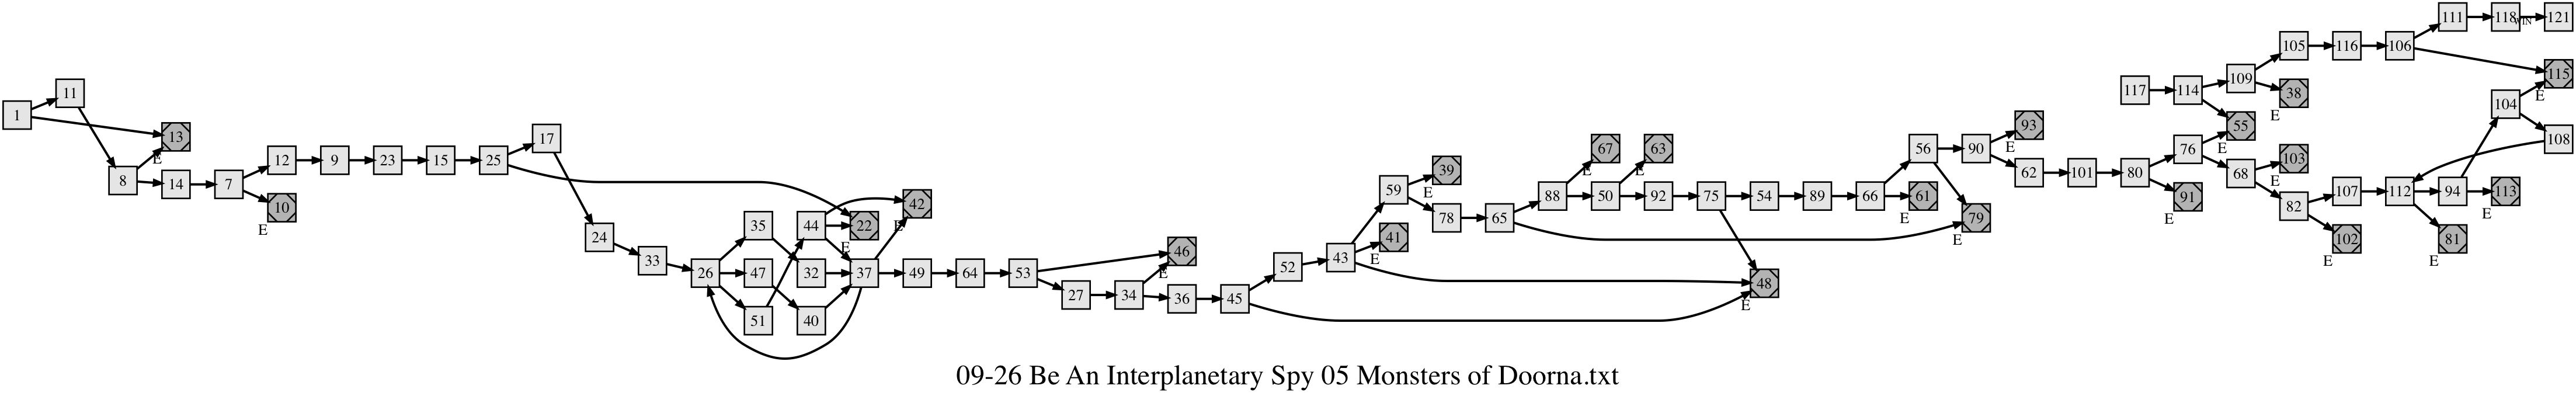 111 118 WIN 121
105 116 106
115 E
117 114 109 38 E
11
1
104
13 E
17
93 E
55 E
108
12 9 23 15 25
67 E 63 E
56 90
76 103 E
8 14 7
39 E
62 101 80
68
10 E
59
88 50 92 75 54 89 66 61 E
91 E
107 112 94 113 E
42 E
82
35 44 22 E
78 65
79 E
24
41 E
102 E
81 E
46 E
33
52 43
26 47 32 37 49 64 53
48 E
27 34 36 45
51 40
09-26 Be An Interplanetary Spy 05 Monsters of Doorna.txt